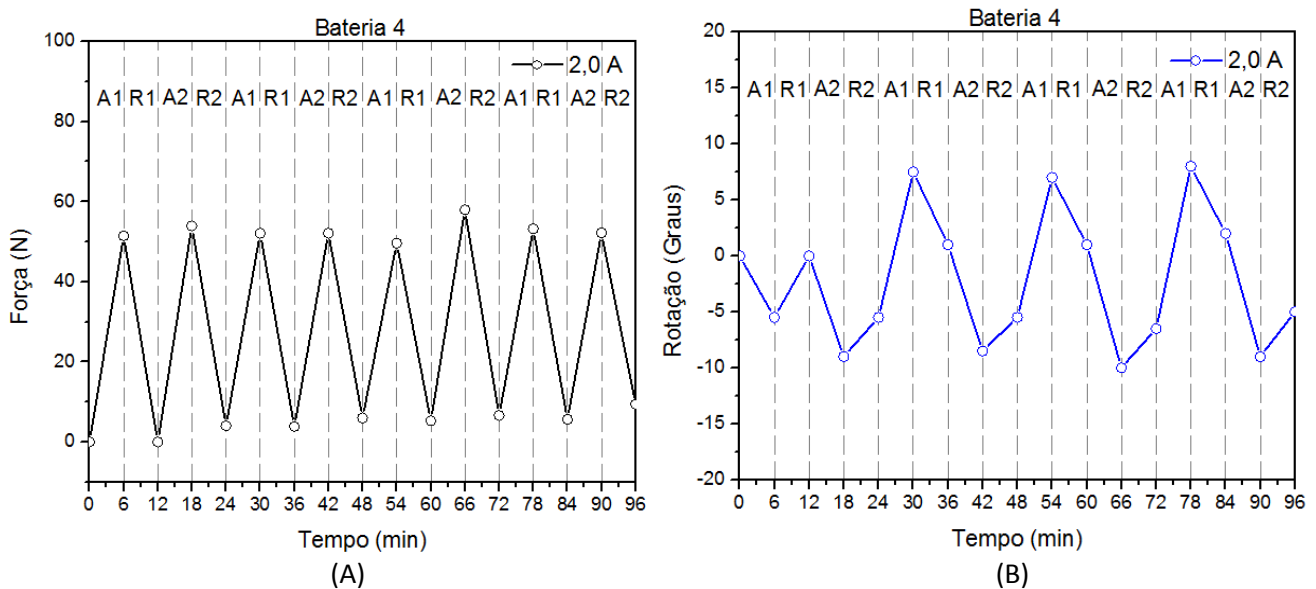 Bateria 4
2,0 A
A1 R1 A2 R2 A1 R1 A2 R2 A1 R1 A2 R2 A1 R1 A2 R2
100
80
60
40
20
0
Força (N)
0 6 12 18 24 30 36 42 48 54 60 66 72 78 84 90 96
Tempo (min)
(A)
Bateria 4
2,0 A
A1 R1 A2 R2 A1 R1 A2 R2 A1 R1 A2 R2 A1 R1 A2 R2
20
15
10
5
0
-5
-10
-15
-20
Rotação (Graus)
0 6 12 18 24 30 36 42 48 54 60 66 72 78 84 90 96
Tempo (min)
(B)